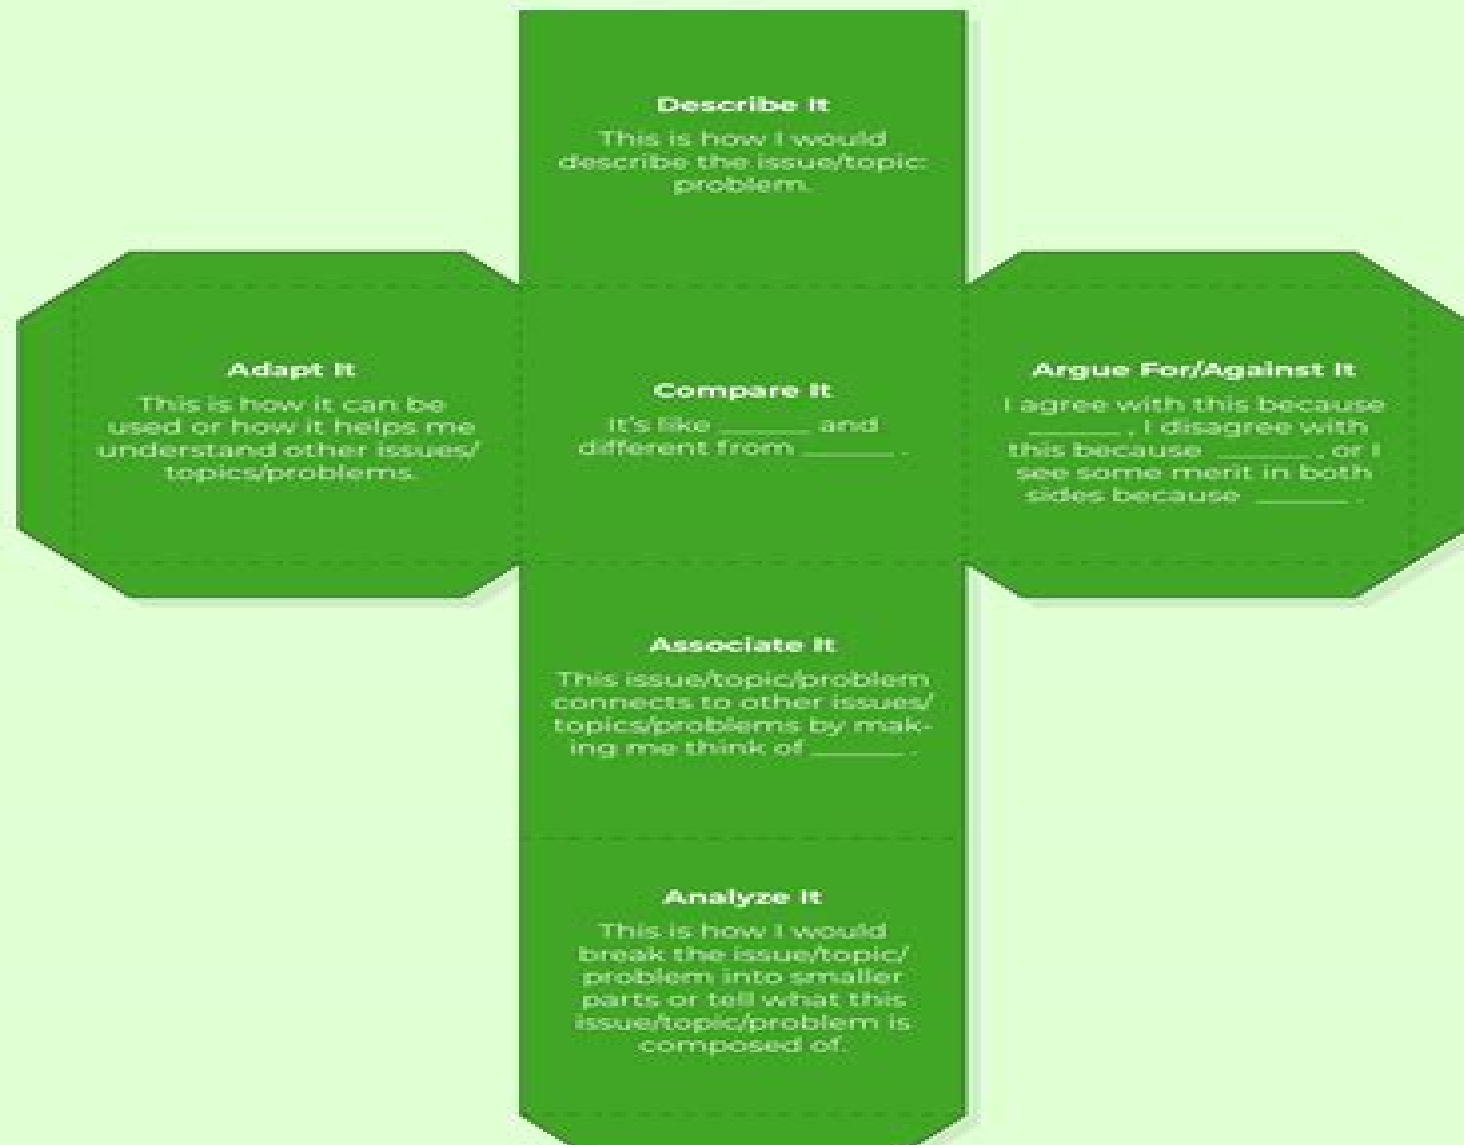 Describe It
This is how I would
describe the issue/topic:
problem.
Adapt It
This is how it can be
used or how it helps me
understand other issues/
topics/problems.
Compare It
It's like ______ and
different from ______ .
Argue For/Against It
I agree with this because
______ , I disagree with
this because ______ , or I
see some merit in both
sides because ______ .
Associate It
This issue/topic/problem
connects to other issues/
topics/problems by mak-
ing me think of ______ .
Analyze It
This is how I would
break the issue/topic/
problem into smaller
parts or tell what this
issue/topic/problem is
composed of.